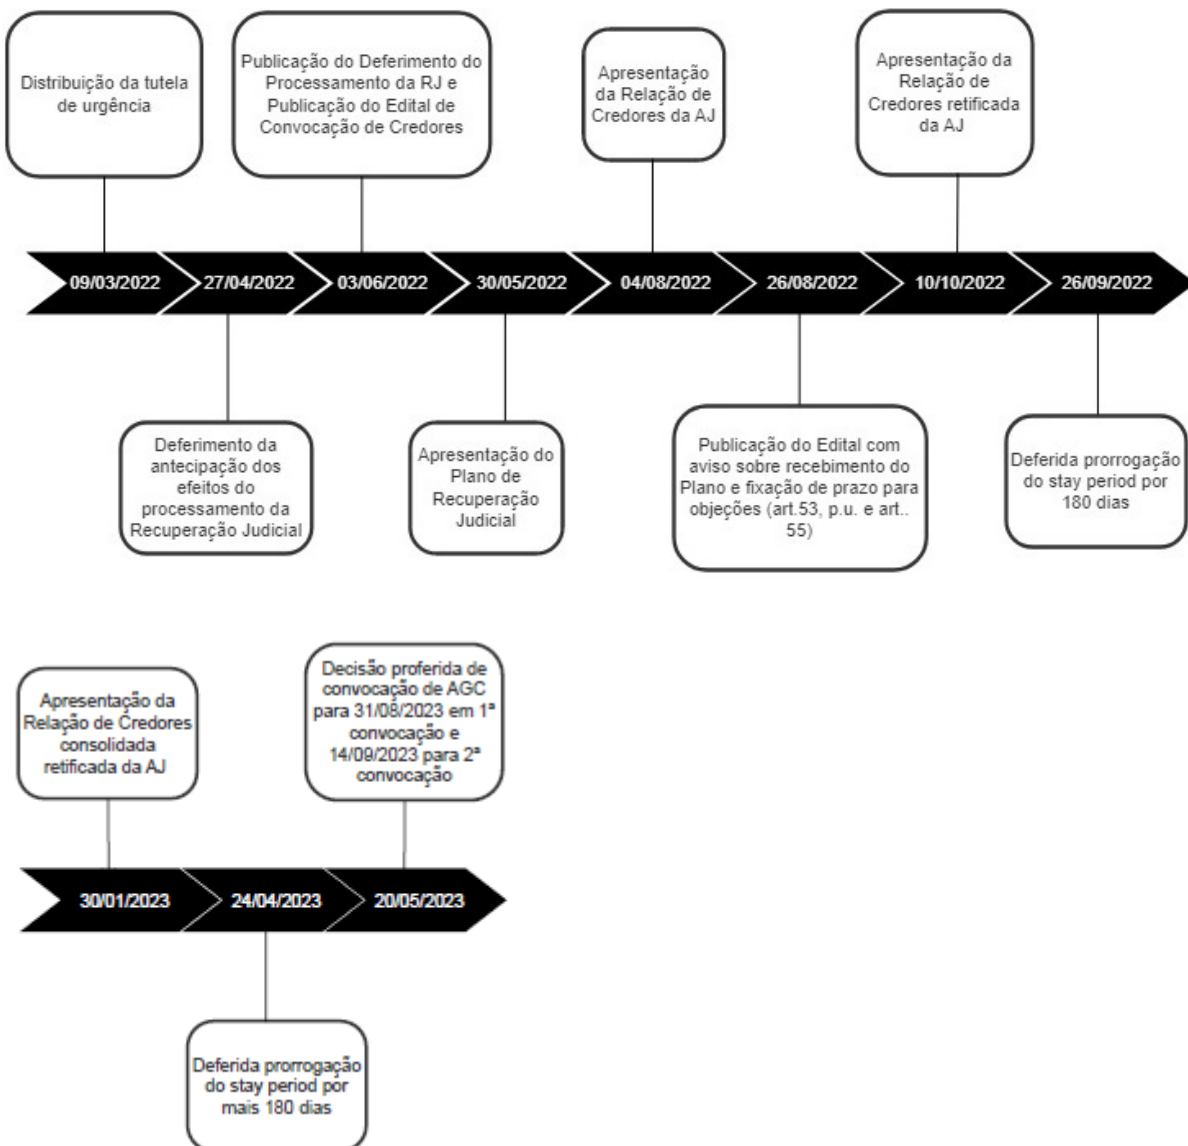 Distribuição da tutela
de urgência
Publicação do Deferimento do
Processamento da RJ e
Publicação do Edital de
Convocação de Credores
Apresentação
da Relação de
Credores da AJ
Apresentação da
Relação de
Credores retificada
da AJ
09/03/2022
27/04/2022
03/06/2022
30/05/2022
04/08/2022
26/08/2022
10/10/2022
26/09/2022
Deferimento da
antecipação dos
efeitos do
processamento da
Recuperação Judicial
Apresentação do
Plano de
Recuperação
Judicial
Publicação do Edital com
aviso sobre recebimento do
Plano e fixação de prazo para
objeções (art.53, p.u. e art..
55)
Deferida prorrogação
do stay period por
180 dias
Apresentação da
Relação de Credores
consolidada
retificada da AJ
Decisão proferida de
convocação de AGC
para 31/08/2023 em 1ª
convocação e
14/09/2023 para 2ª
convocação
30/01/2023
24/04/2023
20/05/2023
Deferida prorrogação
do stay period por
mais 180 dias